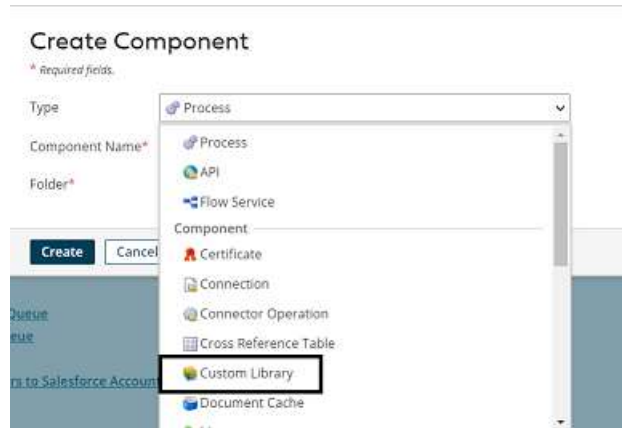 Create Component
* Required fields.
Type
Process
Component Name*
Process
API
Folder*
Flow Service
Component
Create
Cancel
Certificate
Connection
Connector Operation
Queue
Cross Reference Table
Custom Library
rs to Salesforce Account
Document Cache